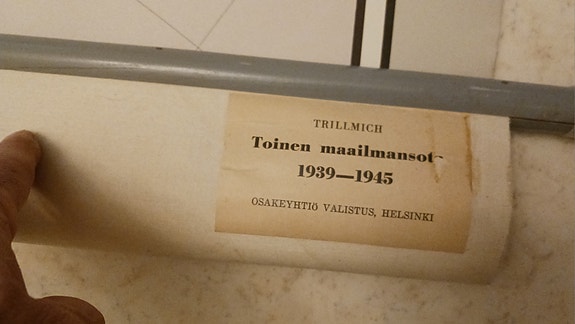 TRILLMICH
Toinen maailmansot
1939—1945
OSAKEYHTIÖ VALISTUS, HELSINKI